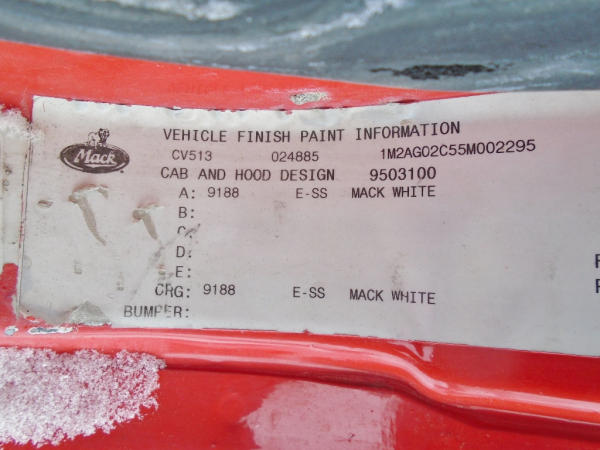 Mack
VEHICLE FINISH PAINT INFORMATION
CV513 024885 1M2AG02C55M002295
CAB AND HOOD DESIGN 9503100
A: 9188 E-SS MACK WHITE
B:
C:
D:
E:
CRG: 9188 E-SS MACK WHITE
BUMPER: